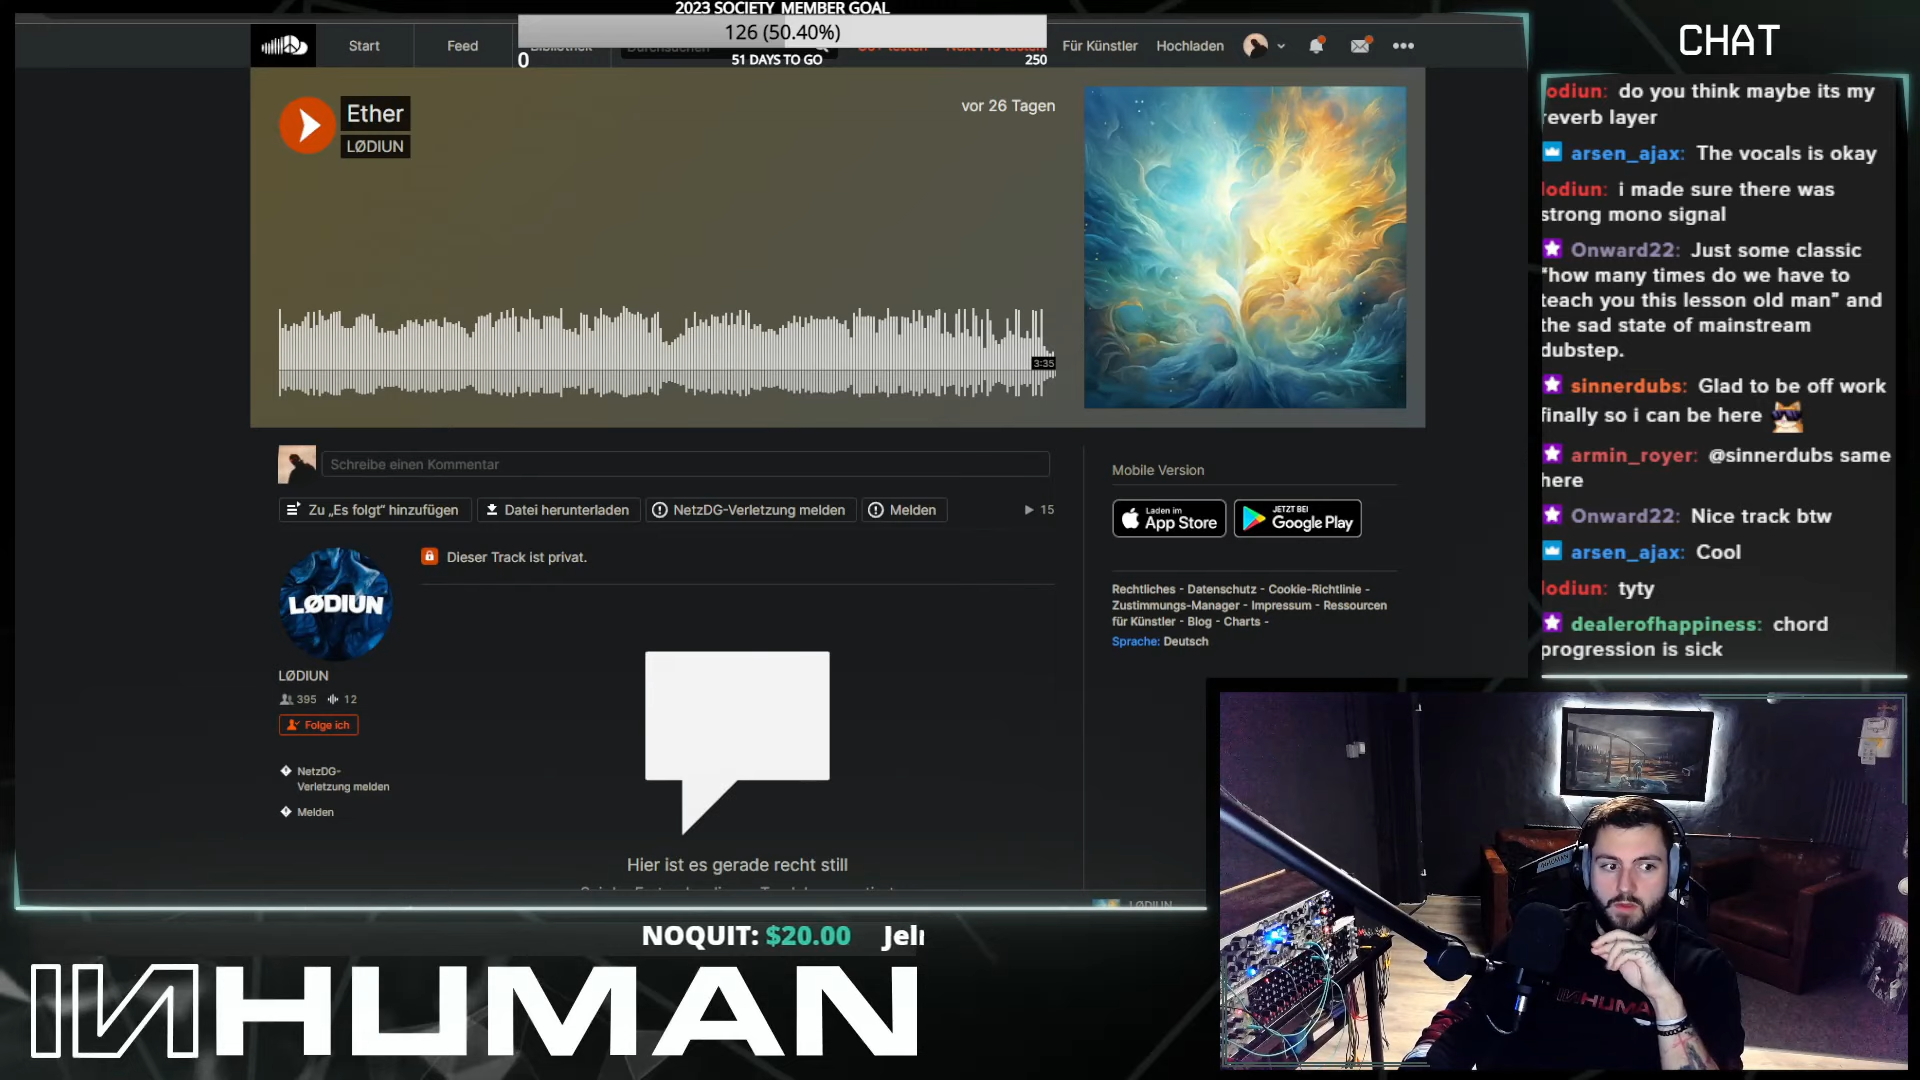 2023 SOCIETY MEMBER GOAL
126 (50.40%)
0
51 DAYS TO GO
250
Start
Feed
Für Künstler
Hochladen
Ether
LØDIUN
vor 26 Tagen
3:35
Schreibe einen Kommentar
Zu „Es folgt“ hinzufügen
Datei herunterladen
NetzDG-Verletzung melden
Melden
15
LØDIUN
Dieser Track ist privat.
LØDIUN
395
12
Folge ich
NetzDG-
Verletzung melden
Melden
Hier ist es gerade recht still
Mobile Version
Laden im
App Store
JETZT BEI
Google Play
Rechtliches - Datenschutz - Cookie-Richtlinie -
Zustimmungs-Manager - Impressum - Ressourcen
für Künstler - Blog - Charts -
Sprache: Deutsch
LØDIUN
CHAT
lodiun: do you think maybe its my
reverb layer
arsen_ajax: The vocals is okay
lodiun: i made sure there was
strong mono signal
Onward22: Just some classic
"how many times do we have to
teach you this lesson old man" and
the sad state of mainstream
dubstep.
sinnerdubs: Glad to be off work
finally so i can be here
armin_royer: @sinnerdubs same
here
Onward22: Nice track btw
arsen_ajax: Cool
lodiun: tyty
dealerofhappiness: chord
progression is sick
NOQUIT: $20.00
INHUMAN
INHUMAN
INHUMA